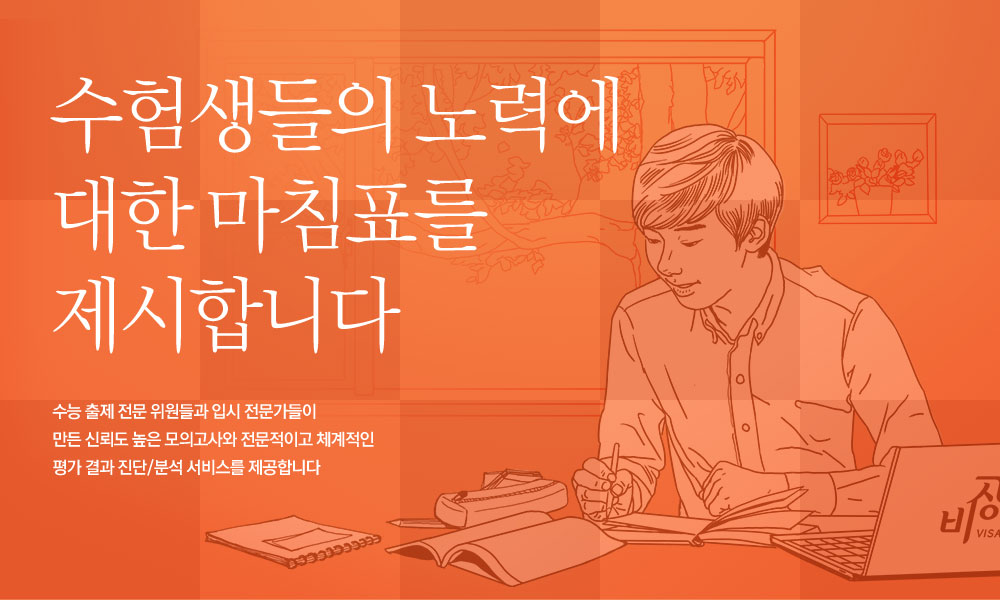 수험생들의 노력에
대한 마침표를
제시합니다
수능 출제 전문 위원들과 입시 전문가들이
만든 신뢰도 높은 모의고사와 전문적이고 체계적인
평가 결과 진단/분석 서비스를 제공합니다
비상
VISA